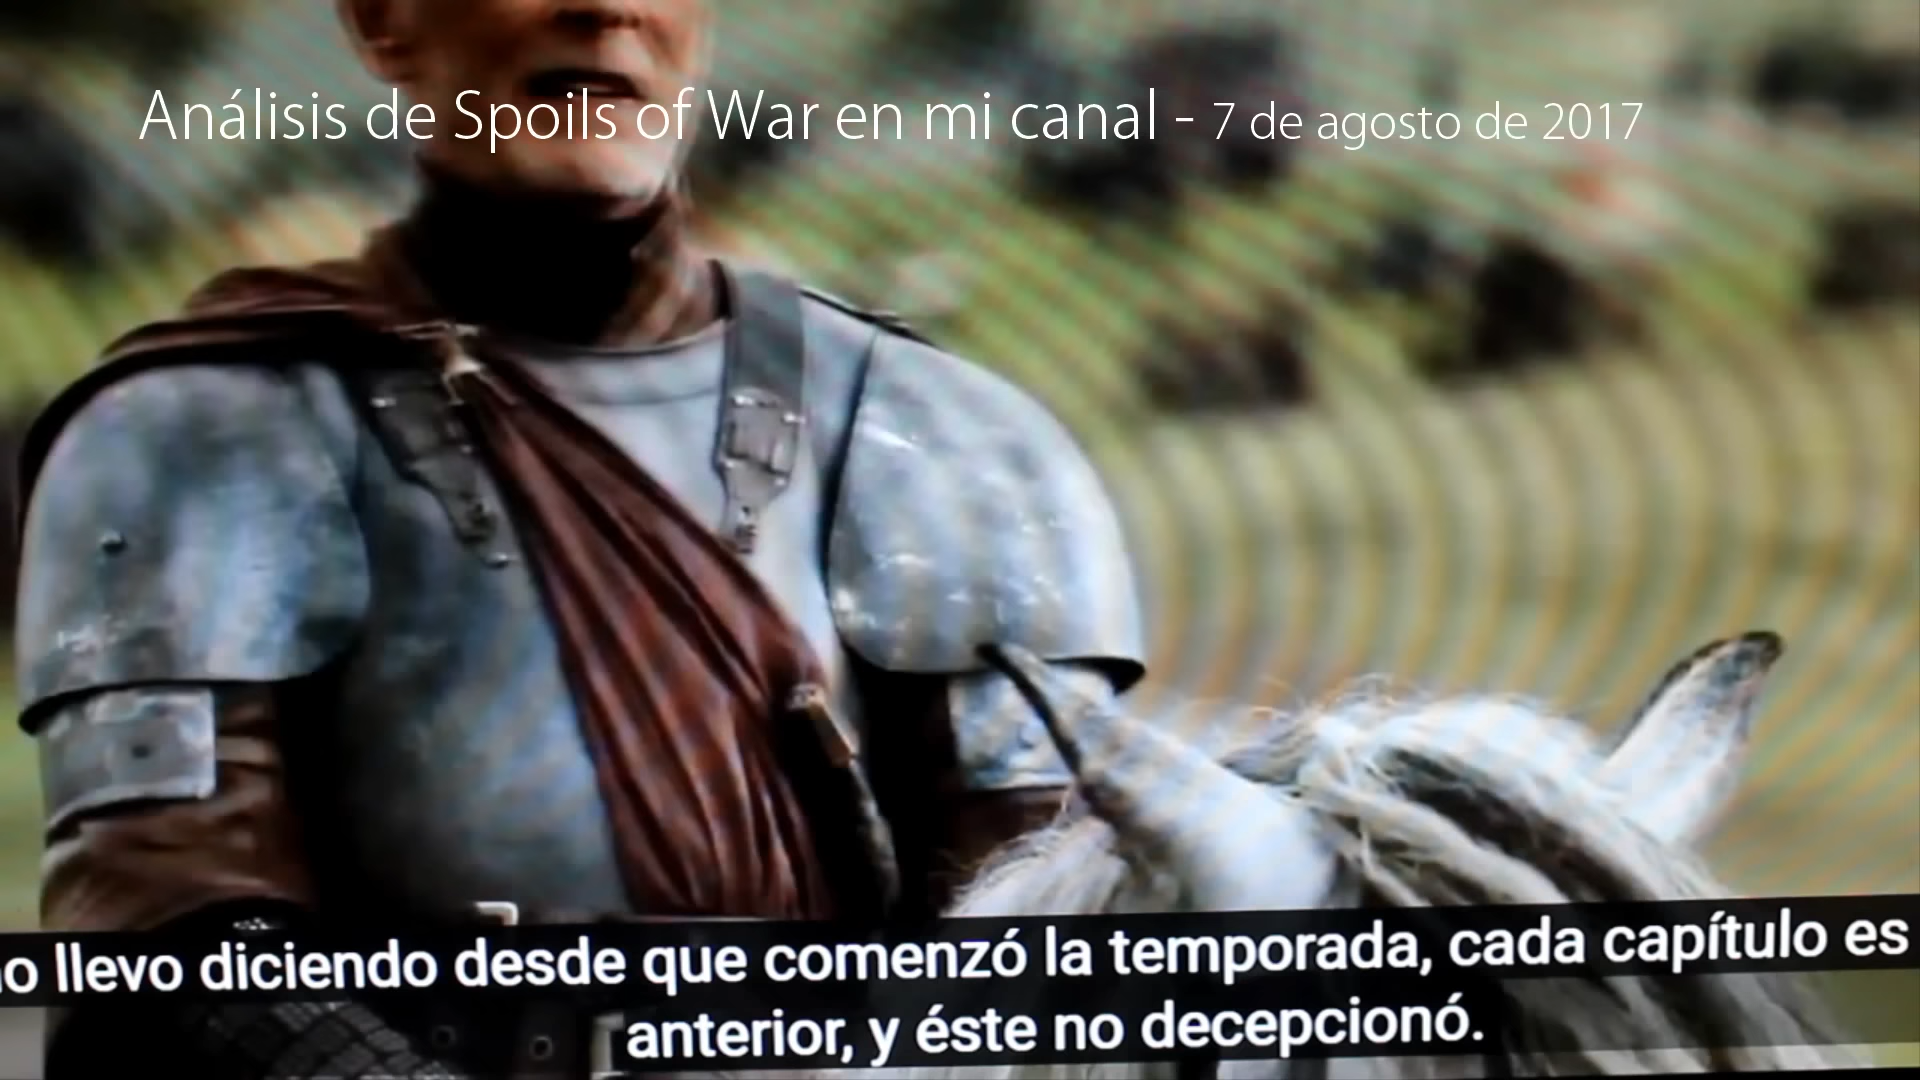 Análisis de Spoils of War en mi canal - 7 de agosto de 2017
llevo diciendo desde que comenzó la temporada, cada capítulo es
anterior, y éste no decepcionó.